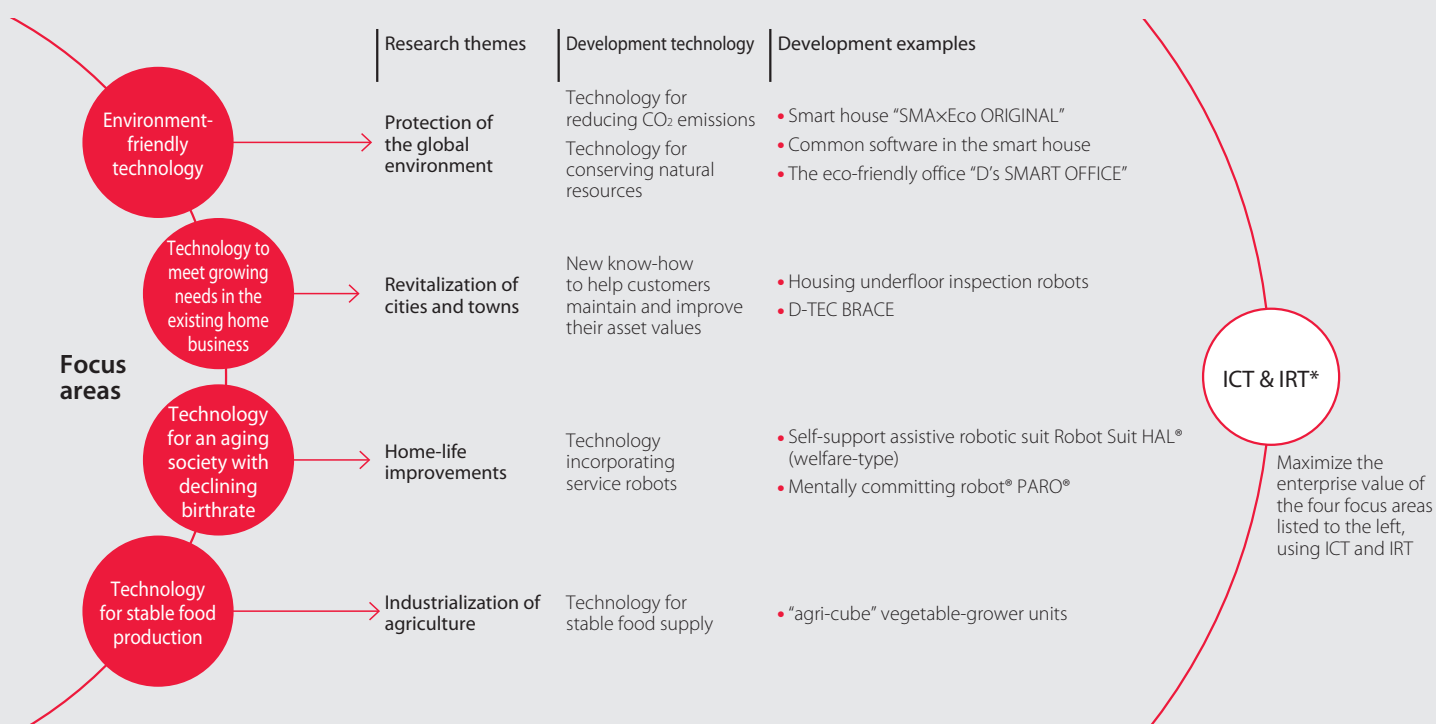 Research themes
Development technology
Development examples
Focus
areas
Environment-
friendly
technology
Protection of
the global
environment
Technology for
reducing CO₂ emissions
Technology for
conserving natural
resources
• Smart house “SMA×Eco ORIGINAL”
• Common software in the smart house
• The eco-friendly office “D’s SMART OFFICE”
Technology to
meet growing
needs in the
existing home
business
Revitalization of
cities and towns
New know-how
to help customers
maintain and improve
their asset values
• Housing underfloor inspection robots
• D-TEC BRACE
Technology
for an aging
society with
declining
birthrate
Home-life
improvements
Technology
incorporating
service robots
• Self-support assistive robotic suit Robot Suit HAL®
(welfare-type)
• Mentally committing robot® PARO®
Technology
for stable food
production
Industrialization of
agriculture
Technology for
stable food supply
• “agri-cube” vegetable-grower units
ICT & IRT*
Maximize the
enterprise value of
the four focus areas
listed to the left,
using ICT and IRT